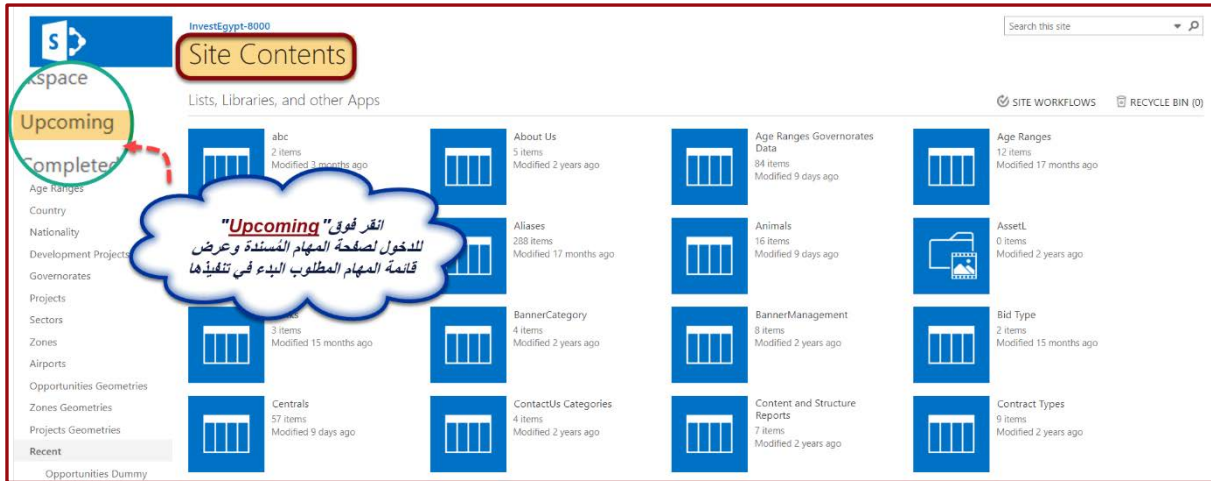 InvestEgypt-8000
Search this site
Site Contents
Lists, Libraries, and other Apps
SITE WORKFLOWS
RECYCLE BIN (0)
Upcoming
Completed
Age Ranges
Country
Nationality
Development Projects
Governorates
Projects
Sectors
Zones
Airports
Opportunities Geometries
Zones Geometries
Projects Geometries
Recent
Opportunities Dummy
انقر فوق "Upcoming"
للدخول لصفحة المهام المُسندة وعرض
قائمة المهام المطلوب البدء في تنفيذها
abc
2 items
Modified 3 months ago
About Us
5 items
Modified 2 years ago
Age Ranges Governorates
Data
84 items
Modified 9 days ago
Age Ranges
12 items
Modified 17 months ago
Aliases
288 items
Modified 17 months ago
Animals
16 items
Modified 9 days ago
AssetL
0 items
Modified 2 years ago
3 items
Modified 15 months ago
BannerCategory
4 items
Modified 2 years ago
BannerManagement
8 items
Modified 2 years ago
Bid Type
2 items
Modified 15 months ago
Centrals
57 items
Modified 9 days ago
ContactUs Categories
4 items
Modified 2 years ago
Content and Structure
Reports
7 items
Modified 2 years ago
Contract Types
9 items
Modified 2 years ago